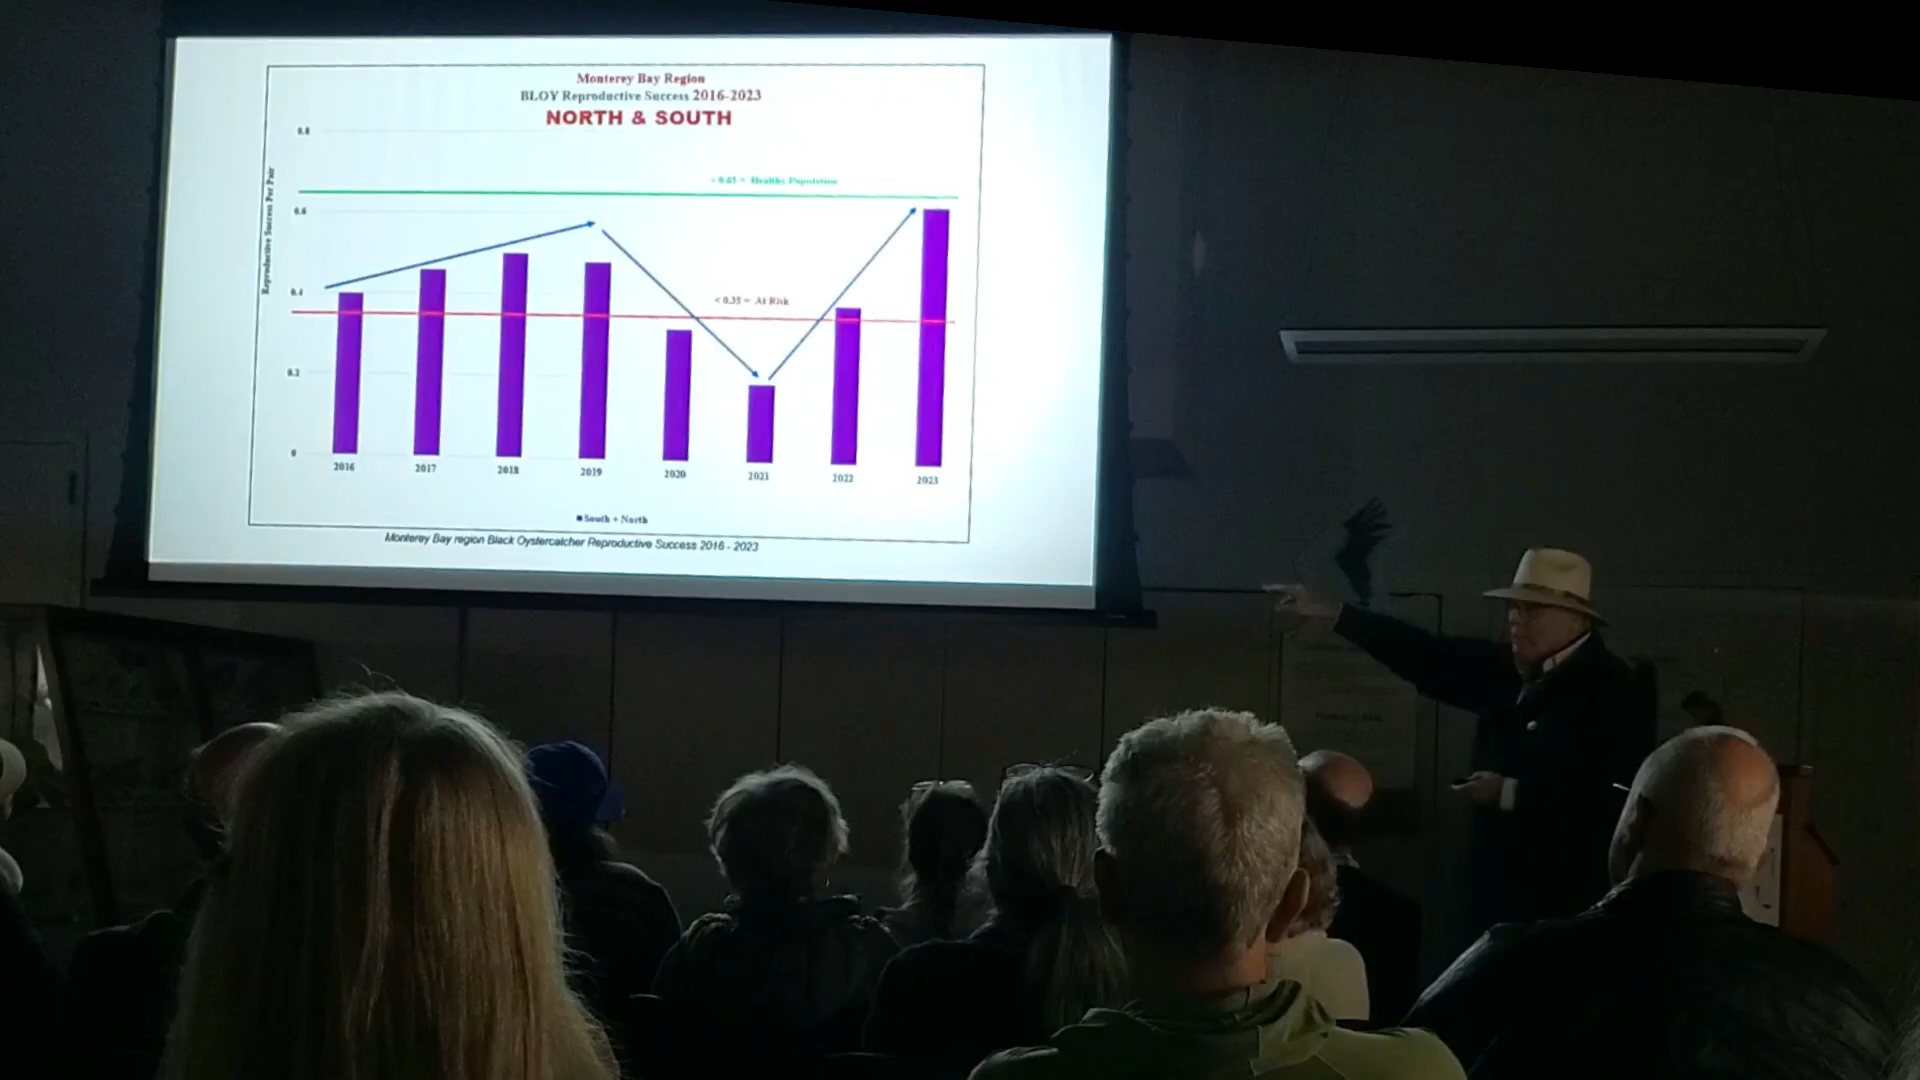 Monterey Bay Region
BLOY Reproductive Success 2016-2023
NORTH & SOUTH
Reproductive Success Per Pair
0.8
0.6
0.4
0.2
0
> 0.65 = Healthy Population
< 0.35 = At Risk
2016 2017 2018 2019 2020 2021 2022 2023
South + North
Monterey Bay region Black Oystercatcher Reproductive Success 2016 - 2023